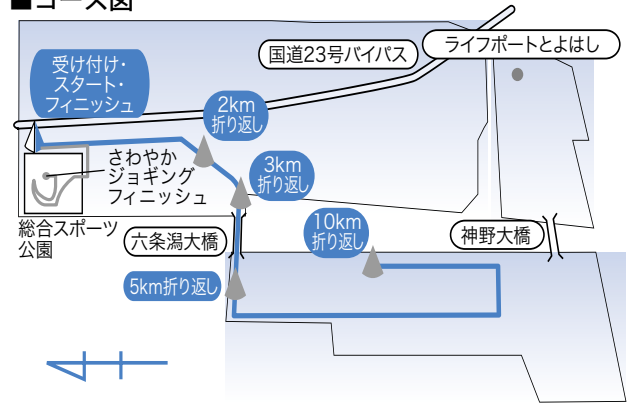 ■コース図
国道23号バイパス
ライフポートとよはし
受け付け・
スタート・
フィニッシュ
2km
折り返し
さわやか
ジョギング
フィニッシュ
3km
折り返し
総合スポーツ
公園
六条潟大橋
10km
折り返し
神野大橋
5km折り返し